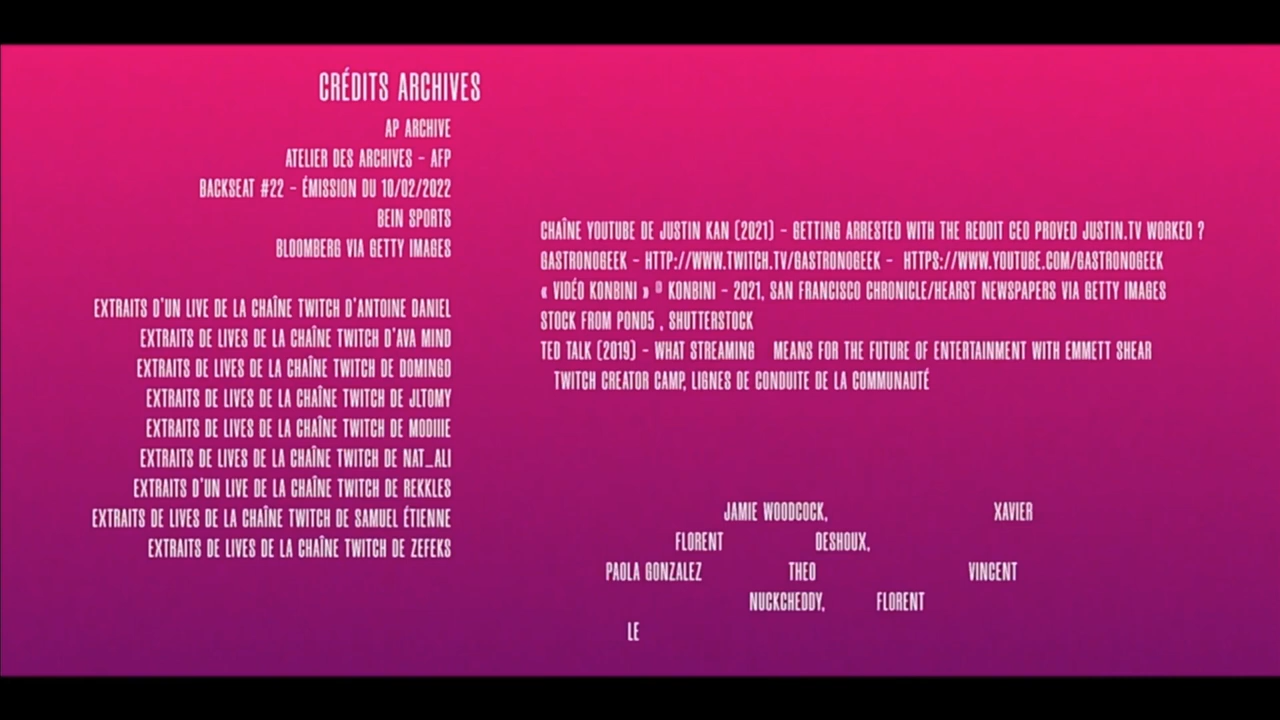 CRÉDITS ARCHIVES
AP ARCHIVE
ATELIER DES ARCHIVES - AFP
BACKSEAT #22 - ÉMISSION DU 10/02/2022
BEIN SPORTS
BLOOMBERG VIA GETTY IMAGES
EXTRAITS D'UN LIVE DE LA CHAÎNE TWITCH D'ANTOINE DANIEL
EXTRAITS DE LIVES DE LA CHAÎNE TWITCH D'AVA MIND
EXTRAITS DE LIVES DE LA CHAÎNE TWITCH DE DOMINGO
EXTRAITS DE LIVES DE LA CHAÎNE TWITCH DE JLTOMY
EXTRAITS DE LIVES DE LA CHAÎNE TWITCH DE MODIIIE
EXTRAITS DE LIVES DE LA CHAÎNE TWITCH DE NAT_ALI
EXTRAITS D'UN LIVE DE LA CHAÎNE TWITCH DE REKKLES
EXTRAITS DE LIVES DE LA CHAÎNE TWITCH DE SAMUEL ÉTIENNE
EXTRAITS DE LIVES DE LA CHAÎNE TWITCH DE ZEFEKS
CHAÎNE YOUTUBE DE JUSTIN KAN (2021) - GETTING ARRESTED WITH THE REDDIT CEO PROVED JUSTIN.TV WORKED ?
GASTRONOGEEK - HTTP://WWW.TWITCH.TV/GASTRONOGEEK - HTTPS://WWW.YOUTUBE.COM/GASTRONOGEEK
« VIDÉO KONBINI » © KONBINI - 2021, SAN FRANCISCO CHRONICLE/HEARST NEWSPAPERS VIA GETTY IMAGES
STOCK FROM POND5 , SHUTTERSTOCK
TED TALK (2019) - WHAT STREAMING MEANS FOR THE FUTURE OF ENTERTAINMENT WITH EMMETT SHEAR
TWITCH CREATOR CAMP, LIGNES DE CONDUITE DE LA COMMUNAUTÉ
JAMIE WOODCOCK, XAVIER
FLORENT DESHOUX,
PAOLA GONZALEZ THEO VINCENT
NUCKCHEDDY, FLORENT
LE